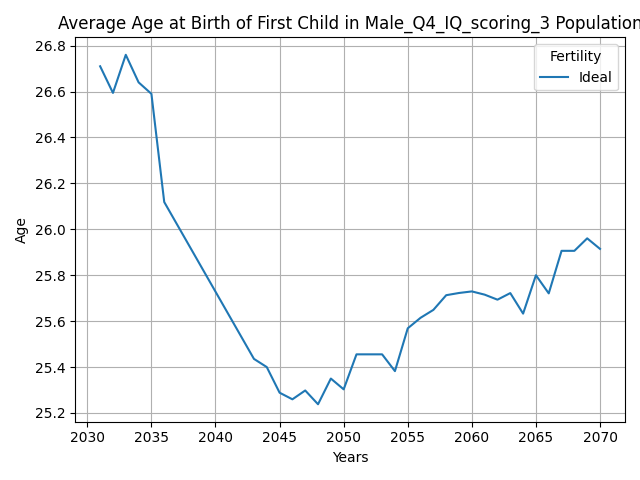 Average Age at Birth of First Child in Male_Q4_IQ_scoring_3 Population
Fertility
Ideal
26.8
26.6
26.4
26.2
26.0
25.8
25.6
25.4
25.2
Age
2030 2035 2040 2045 2050 2055 2060 2065 2070
Years